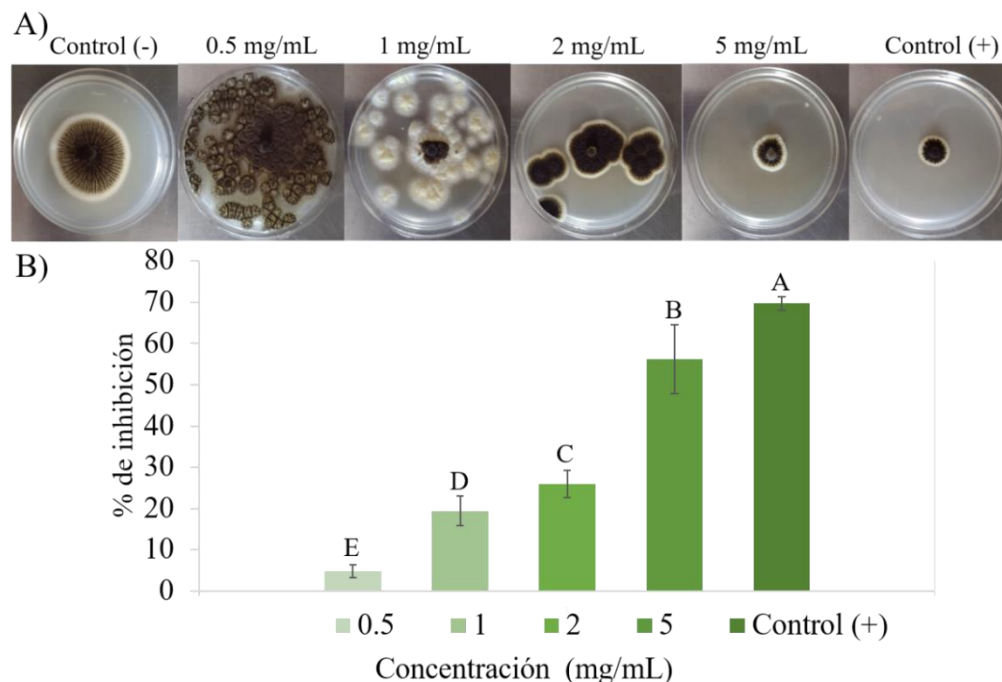 A)
Control (-) 0.5 mg/mL 1 mg/mL 2 mg/mL 5 mg/mL Control (+)
B)
80
70
60
50
40
30
20
10
0
% de inhibición
E
D
C
B
A
0.5 1 2 5 Control (+)
Concentración (mg/mL)